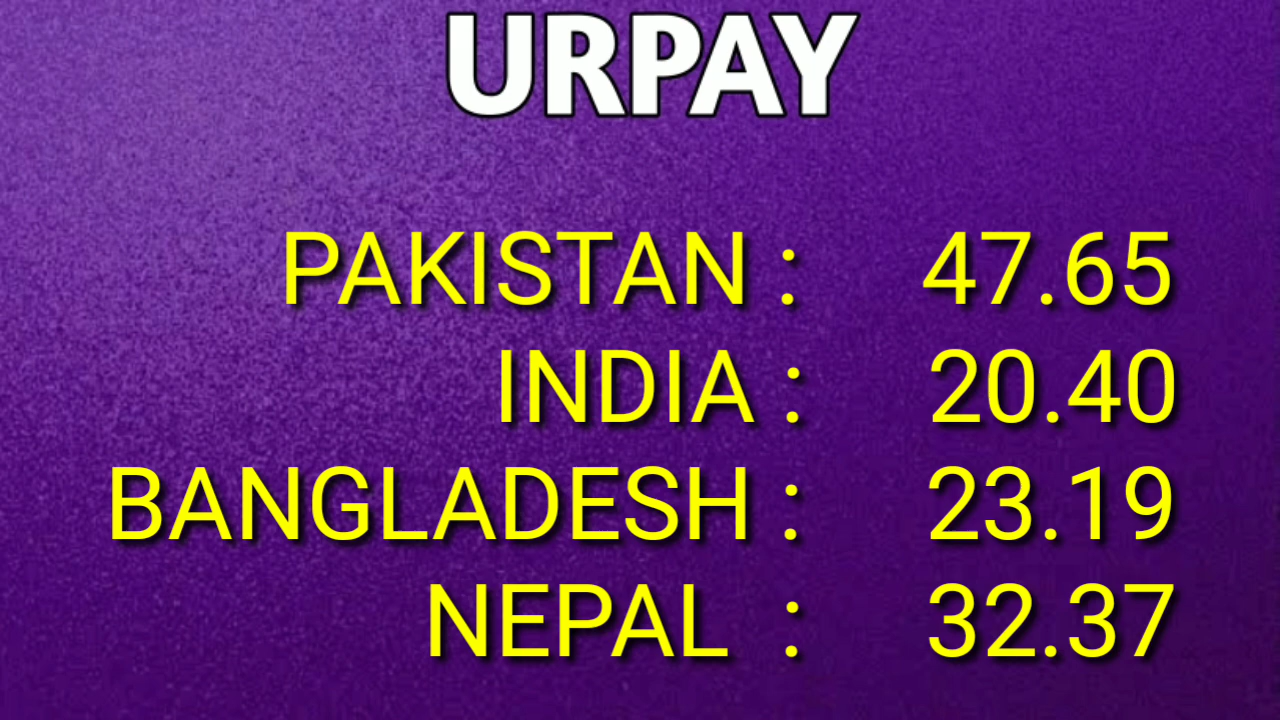 URPAY
PAKISTAN : 47.65
INDIA : 20.40
BANGLADESH : 23.19
NEPAL : 32.37